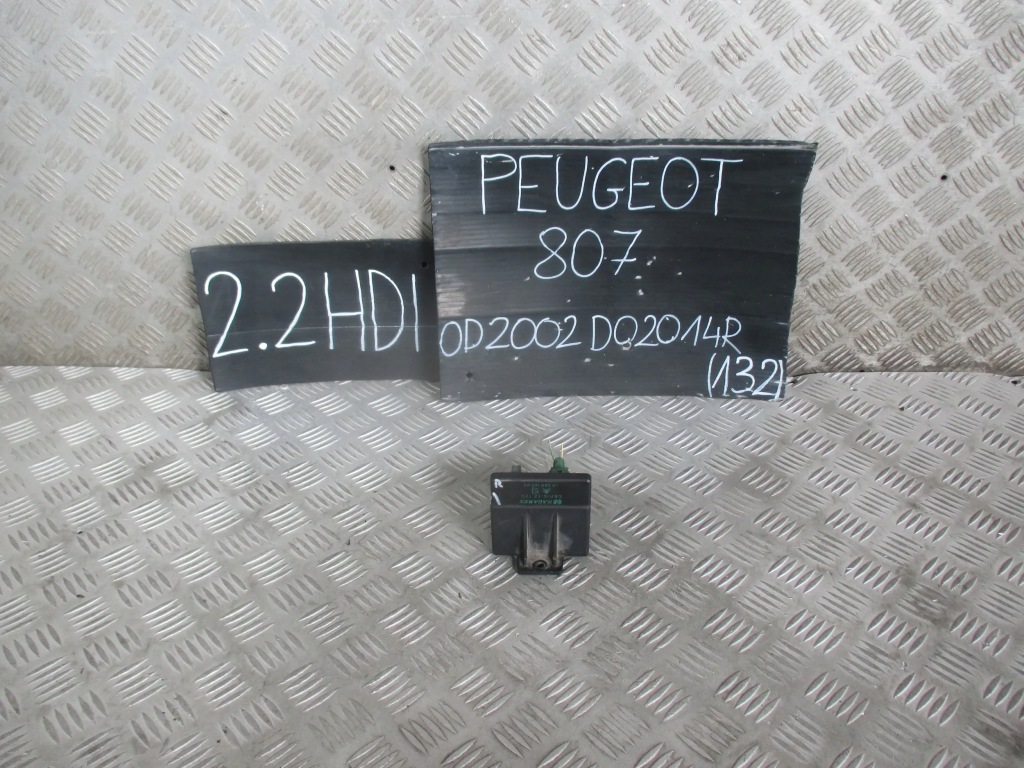 PEUGEOT
807
2.2HDI
OD2002 DO2014R
(132)
R